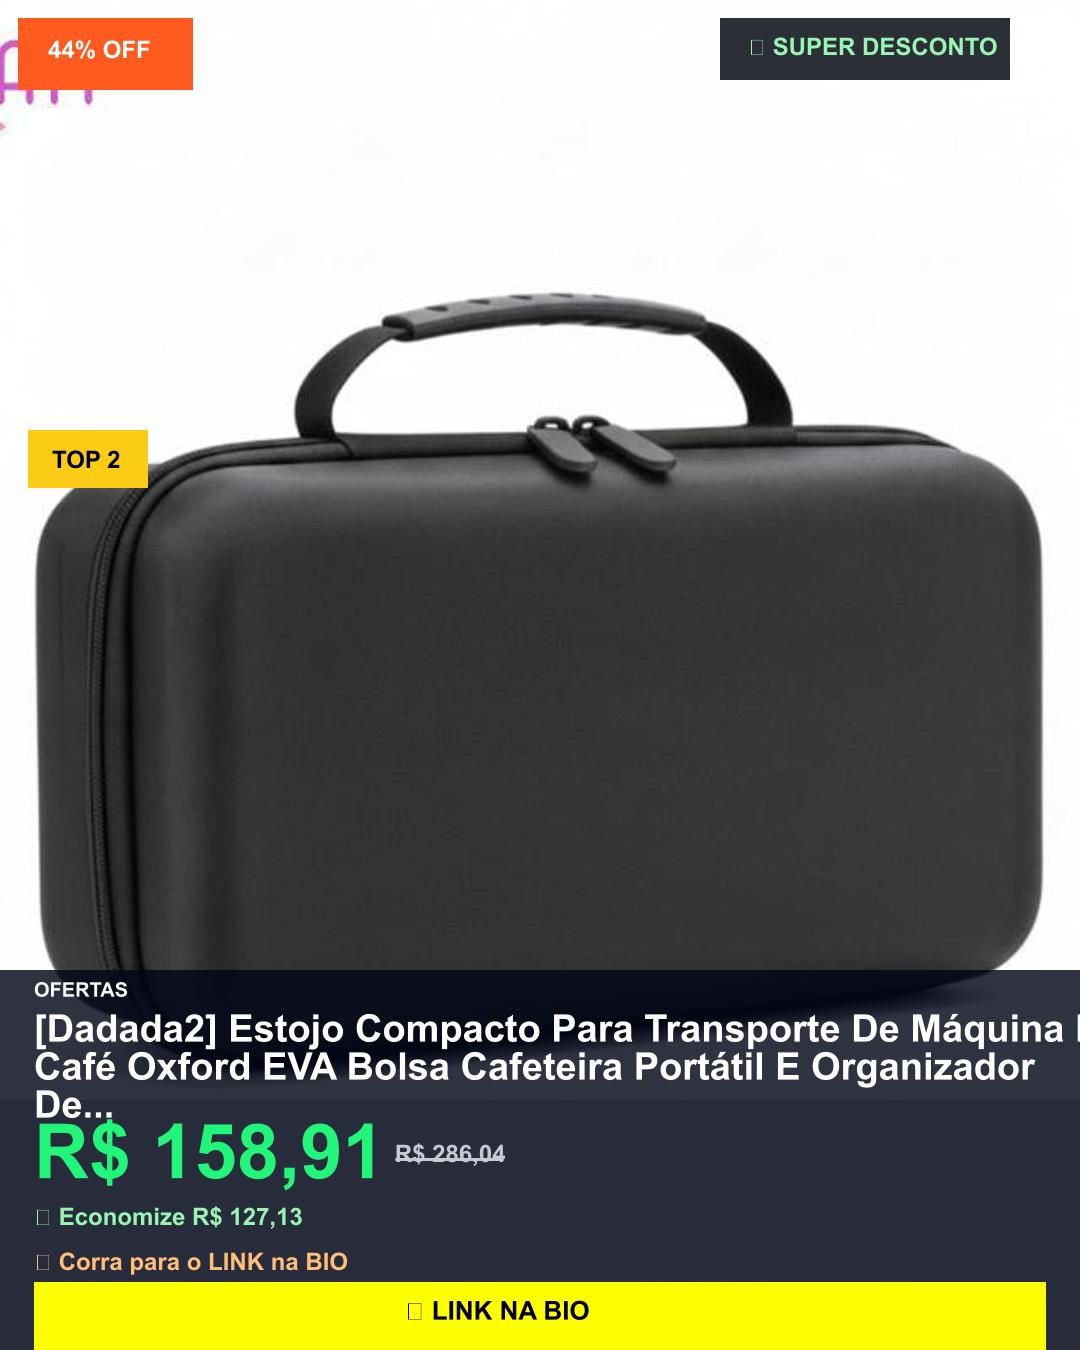 44% OFF
SUPER DESCONTO
TOP 2
OFERTAS
[Dadada2] Estojo Compacto Para Transporte De Máquina
Café Oxford EVA Bolsa Cafeteira Portátil E Organizador
De...
R$ 158,91 R$ 286,04
Economize R$ 127,13
Corra para o LINK na BIO
LINK NA BIO